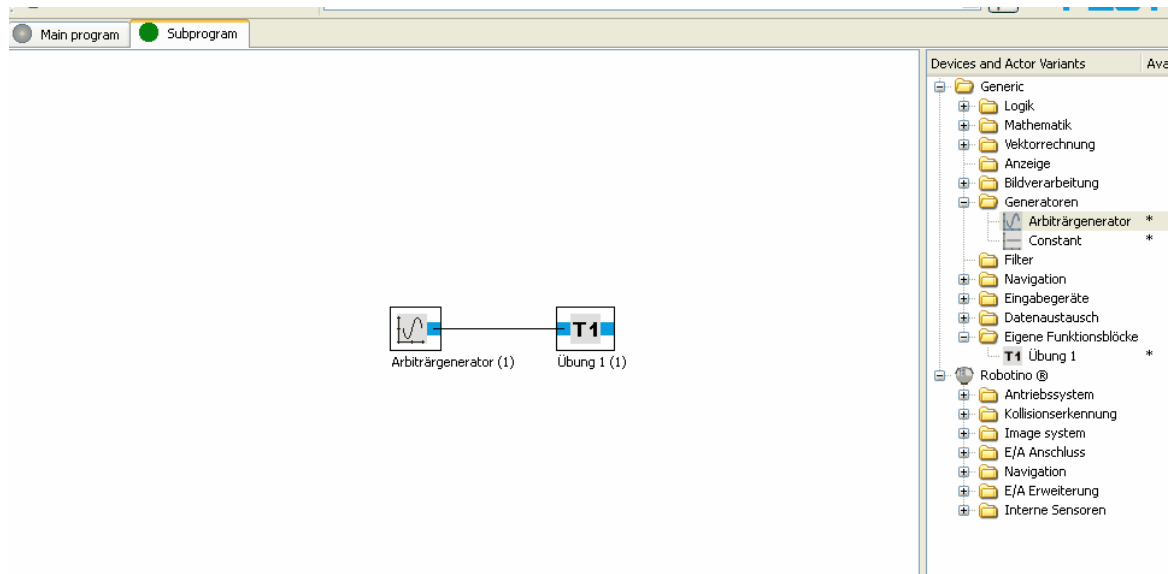 Main program
Subprogram
Devices and Actor Variants
Generic
Logik
Mathematik
Vektorrechnung
Anzeige
Bildverarbeitung
Generatoren
Arbiträrgenerator *
Constant *
Filter
Navigation
Eingabegeräte
Datenaustausch
Eigene Funktionsblöcke
T1 Übung 1 *
Robotino ®
Antriebssystem
Kollisionserkennung
Image system
E/A Anschluss
Navigation
E/A Erweiterung
Interne Sensoren
T1
Arbiträrgenerator (1)
Übung 1 (1)